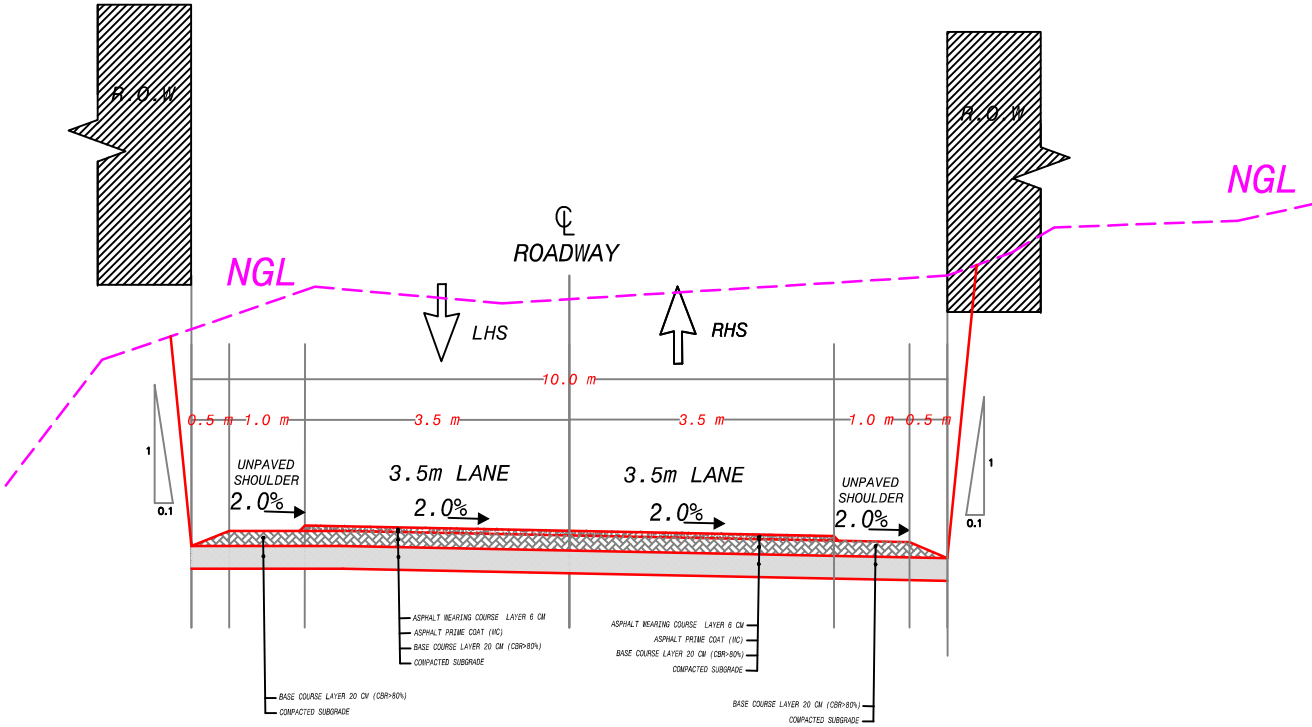 R.O.W
R.O.W
NGL
℄
ROADWAY
NGL
LHS
RHS
10.0 m
0.5 m
1.0 m
3.5 m
3.5 m
1.0 m
0.5 m
1
0.1
UNPAVED
SHOULDER
2.0%
3.5m LANE
2.0%
3.5m LANE
2.0%
UNPAVED
SHOULDER
2.0%
1
0.1
ASPHALT WEARING COURSE LAYER 6 CM
ASPHALT PRIME COAT (MC)
BASE COURSE LAYER 20 CM (CBR>80%)
COMPACTED SUBGRADE
ASPHALT WEARING COURSE LAYER 6 CM
ASPHALT PRIME COAT (MC)
BASE COURSE LAYER 20 CM (CBR>80%)
COMPACTED SUBGRADE
BASE COURSE LAYER 20 CM (CBR>80%)
COMPACTED SUBGRADE
BASE COURSE LAYER 20 CM (CBR>80%)
COMPACTED SUBGRADE